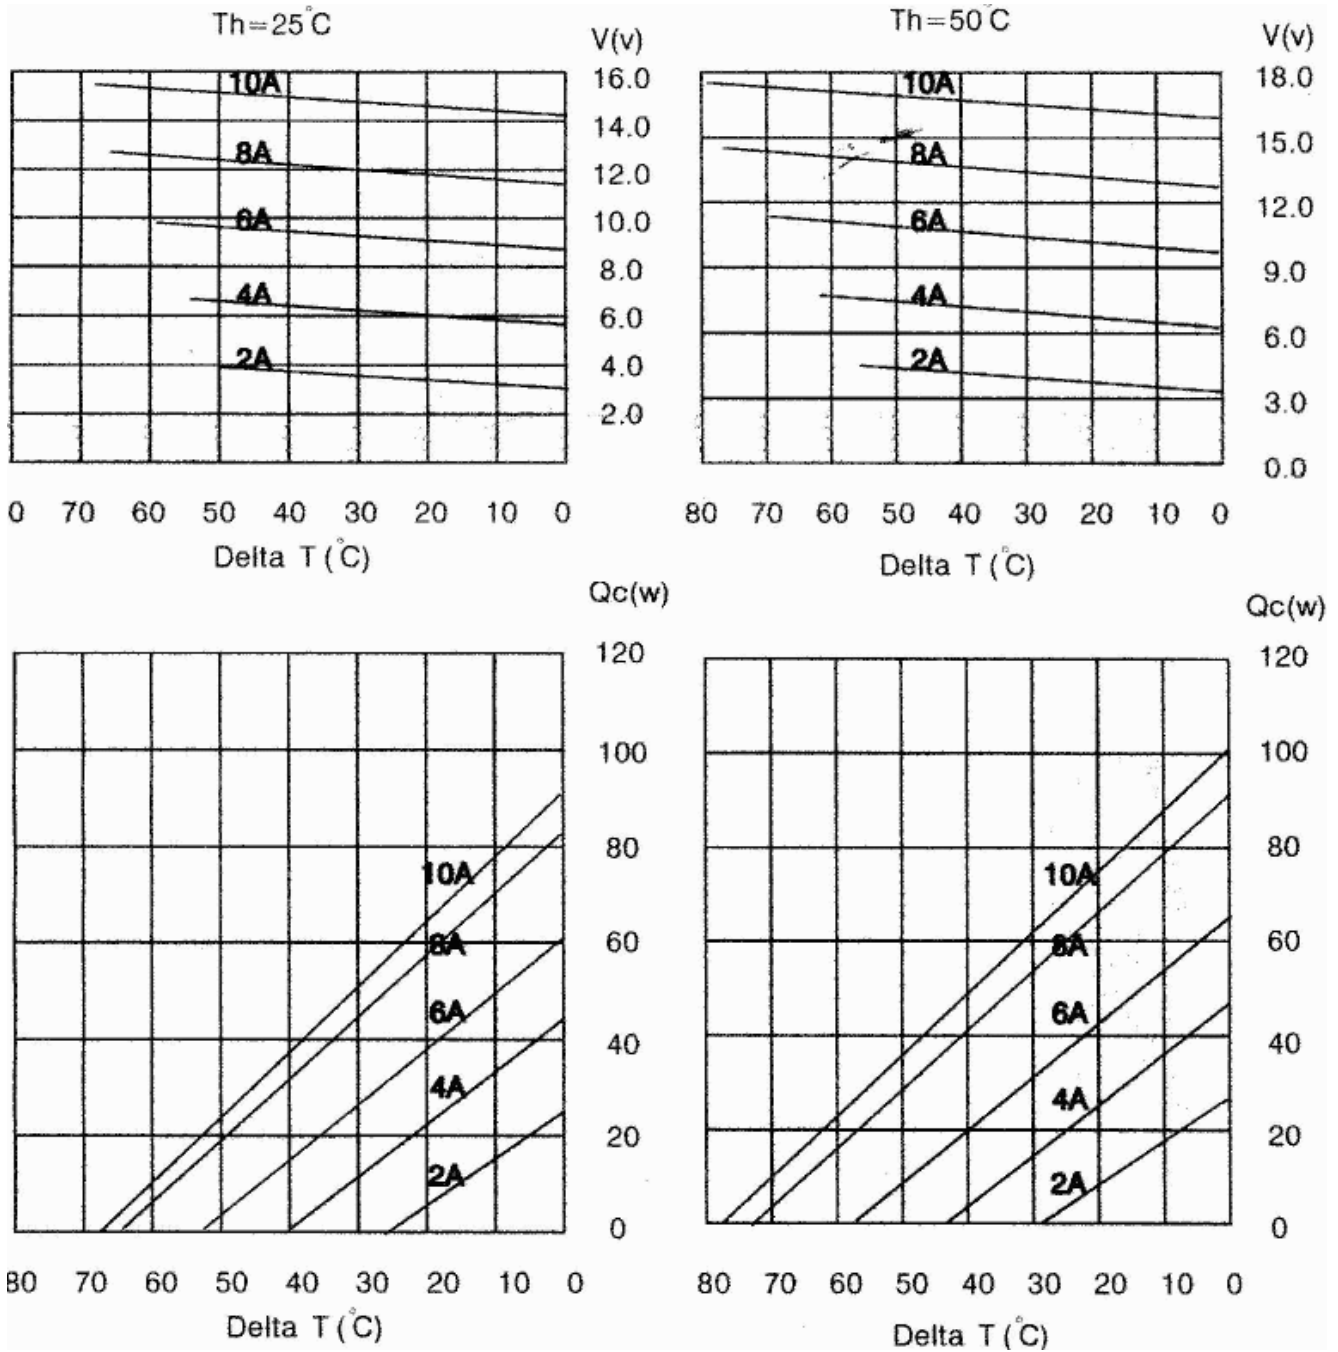 Th=25°C
V(v)
16.0
10A
14.0
8A
12.0
6A
10.0
8.0
4A
6.0
2A
4.0
2.0
0 70 60 50 40 30 20 10 0
Delta T (°C)
Th=50°C
V(v)
18.0
10A
15.0
8A
12.0
6A
9.0
4A
6.0
2A
3.0
0.0
80 70 60 50 40 30 20 10 0
Delta T (°C)
Qc(w)
120
100
80
10A
60
8A
6A
40
4A
20
2A
0
80 70 60 50 40 30 20 10 0
Delta T (°C)
Qc(w)
120
100
80
10A
60
8A
6A
40
4A
20
2A
0
80 70 60 50 40 30 20 10 0
Delta T (°C)